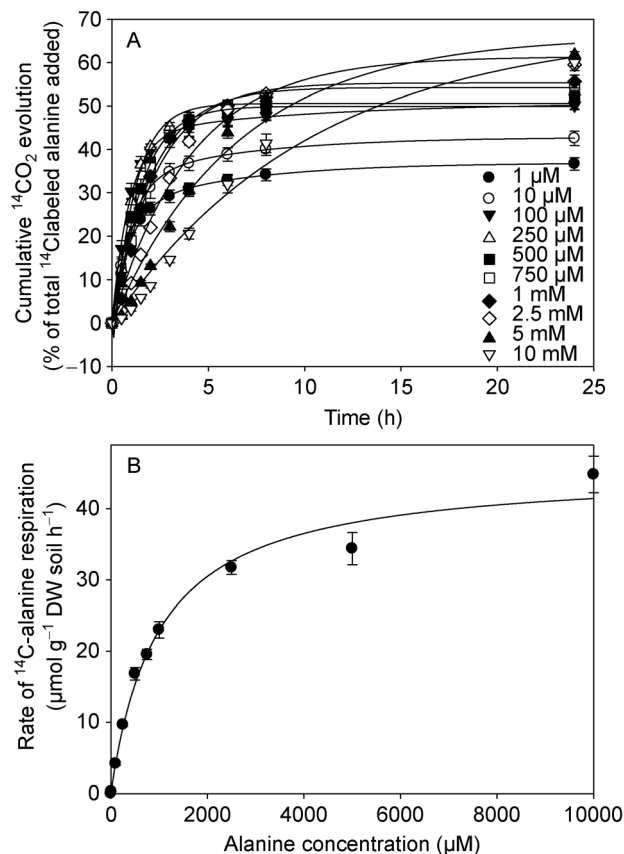 A
Cumulative ¹⁴CO₂ evolution
(% of total ¹⁴Clabeled alanine added)
70
60
50
40
30
20
10
0
−10
1 µM
10 µM
100 µM
250 µM
500 µM
750 µM
1 mM
2.5 mM
5 mM
10 mM
0
5
10
15
20
25
Time (h)
B
Rate of ¹⁴C-alanine respiration
(µmol g⁻¹ DW soil h⁻¹)
40
30
20
10
0
0
2000
4000
6000
8000
10000
Alanine concentration (µM)